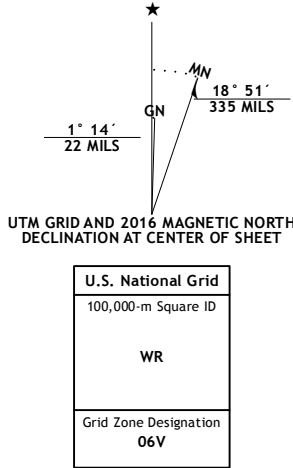 ★
MN
GN
18° 51´
335 MILS
1° 14´
22 MILS
UTM GRID AND 2016 MAGNETIC NORTH
DECLINATION AT CENTER OF SHEET
U.S. National Grid
100,000-m Square ID
WR
Grid Zone Designation
06V